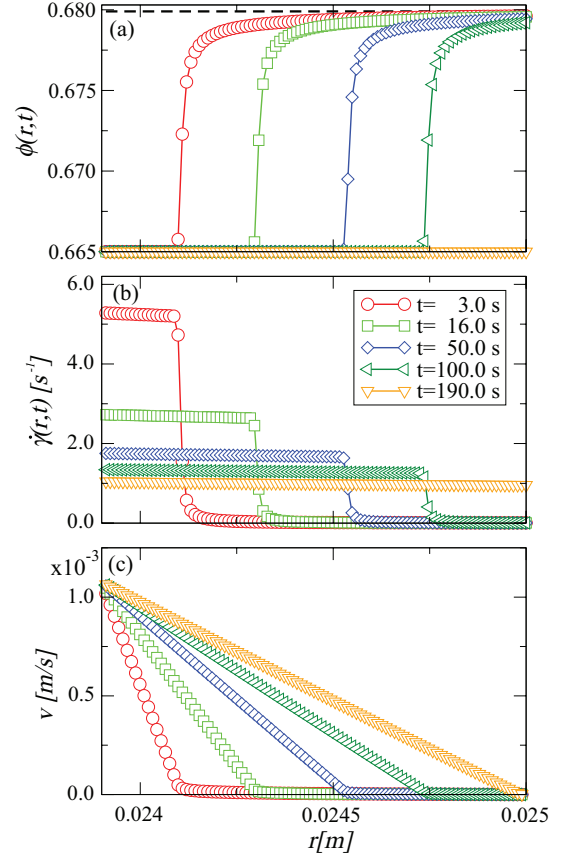 0.680
(a)
0.675
ϕ(r,t)
0.670
0.665
6.0
(b)
t= 3.0 s
t= 16.0 s
t= 50.0 s
t=100.0 s
t=190.0 s
4.0
γ̇(r,t) [s⁻¹]
2.0
0.0
x10⁻³
(c)
1.0
v [m/s]
0.5
0.0
0.024 0.0245 0.025
r[m]